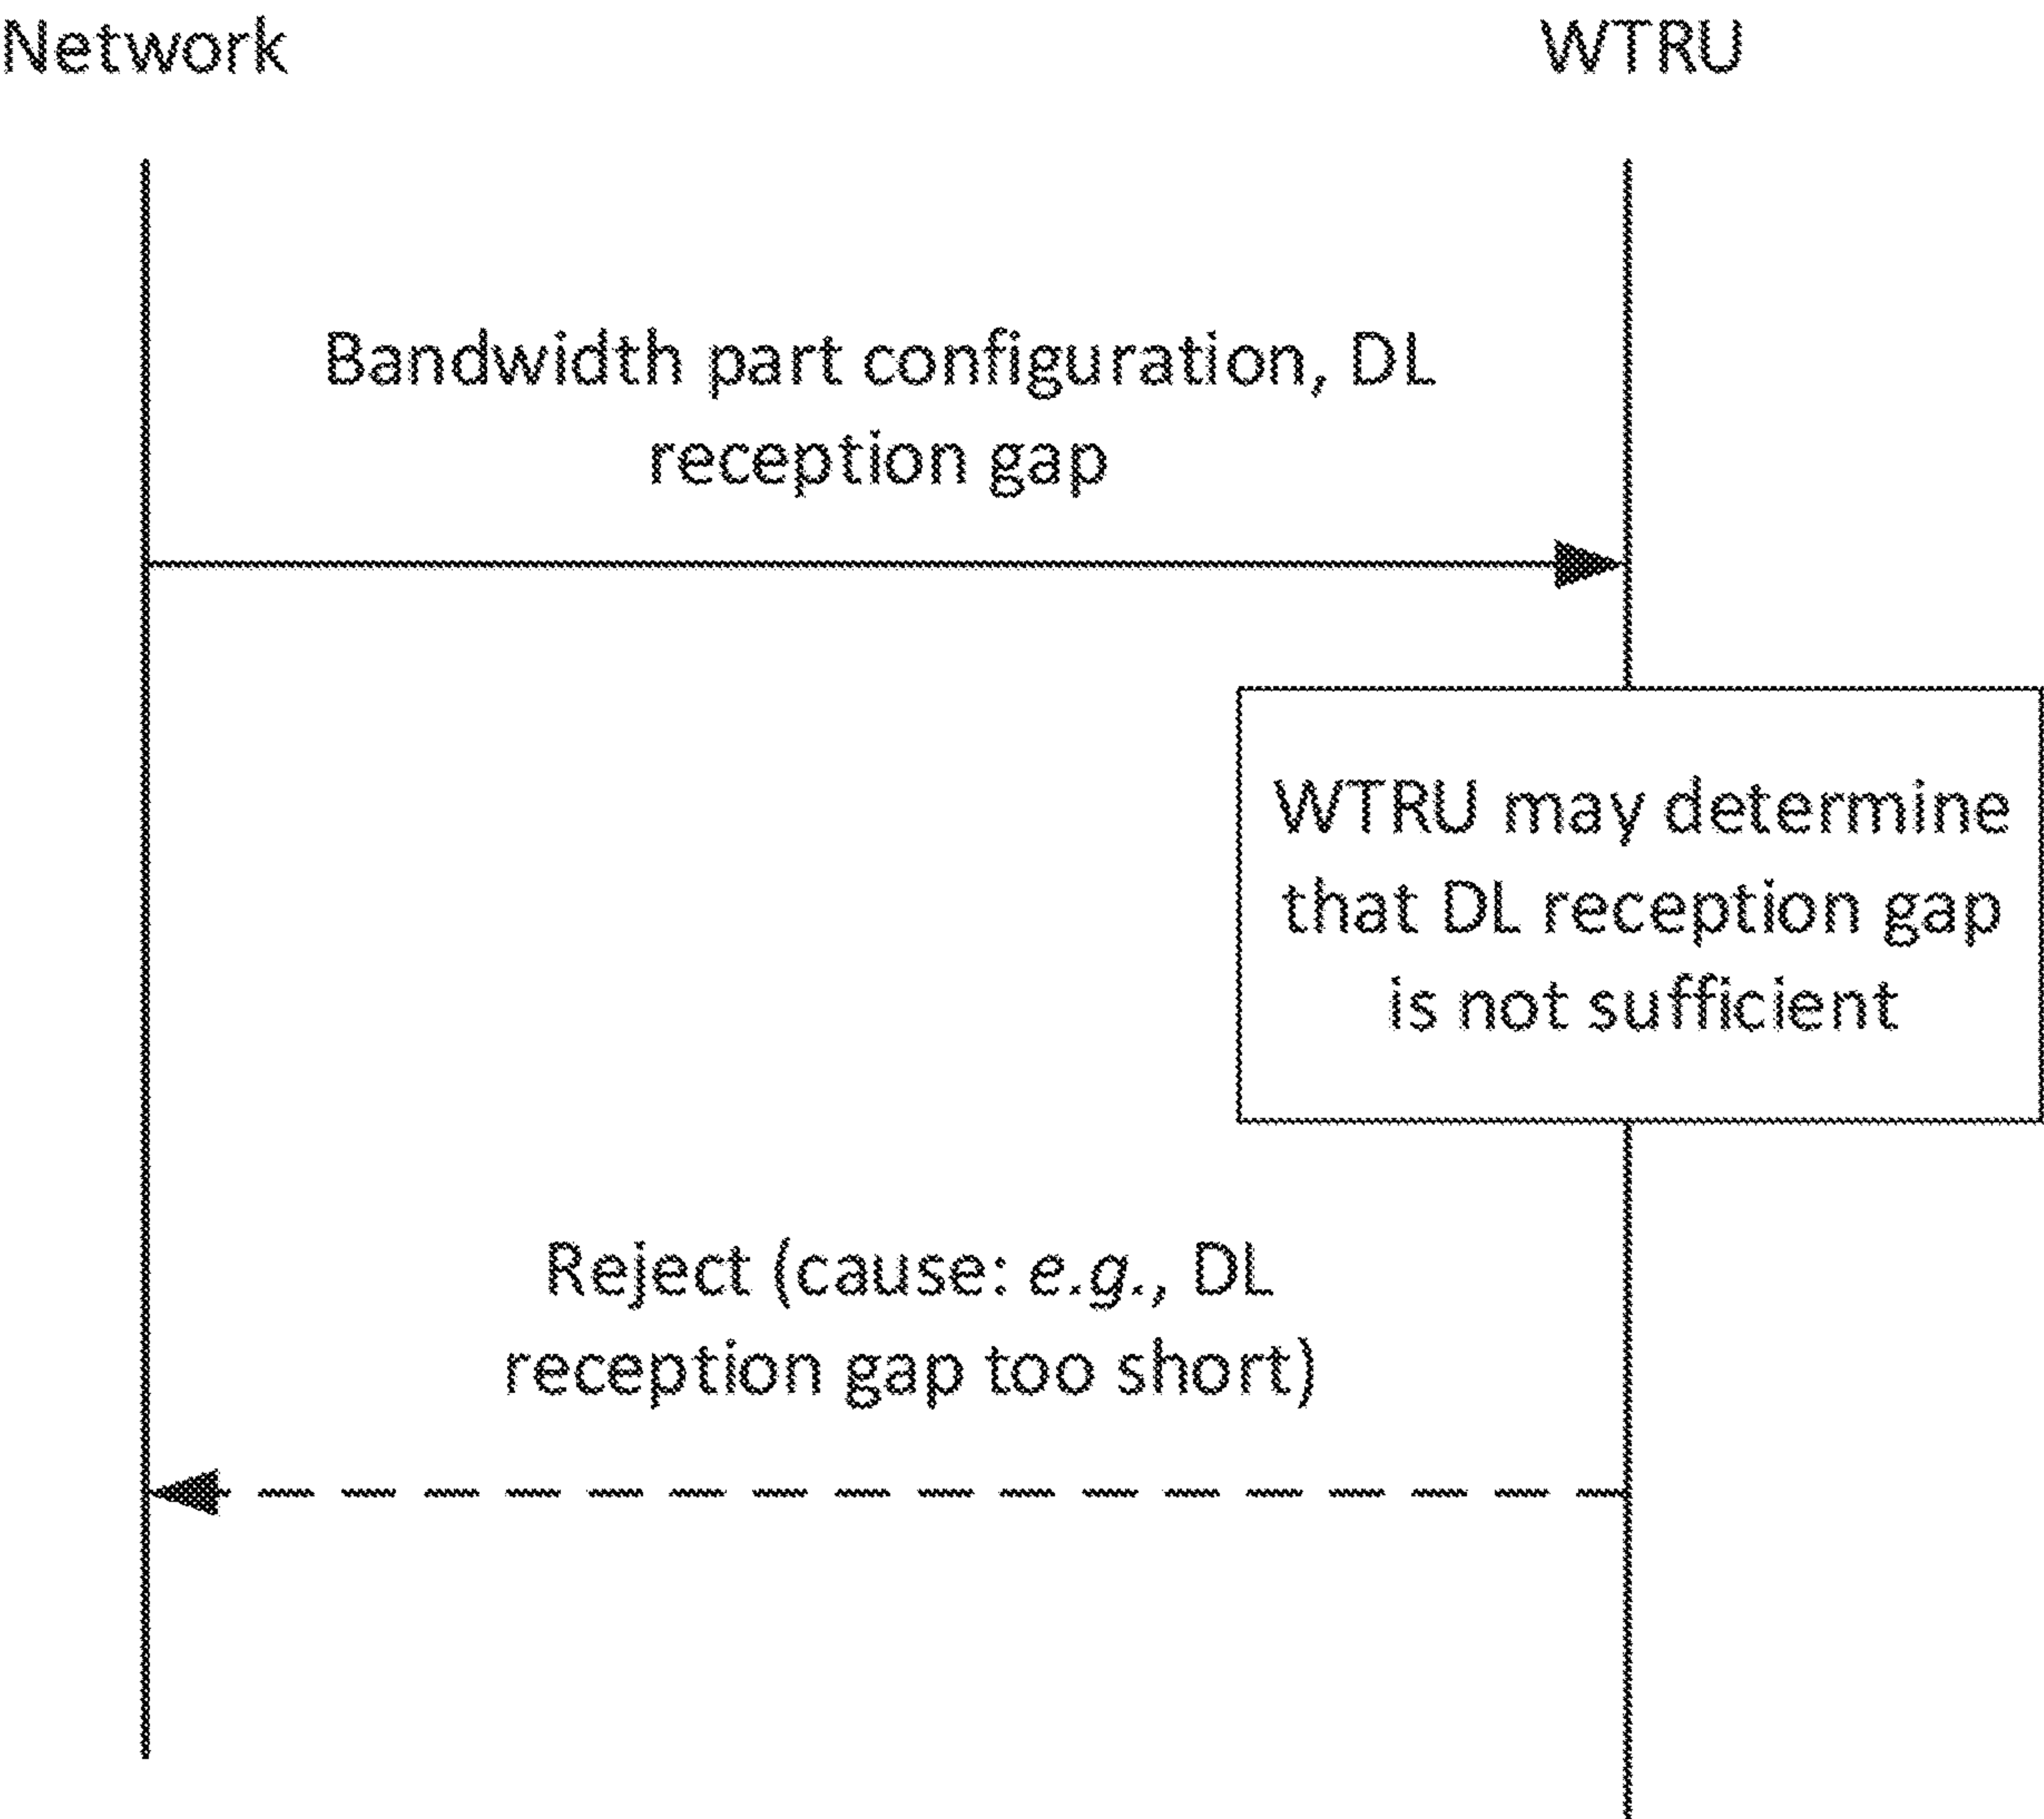 Network
WTRU
Bandwidth part configuration, DL
reception gap
WTRU may determine
that DL reception gap
is not sufficient
Reject (cause: e.g., DL
reception gap too short)